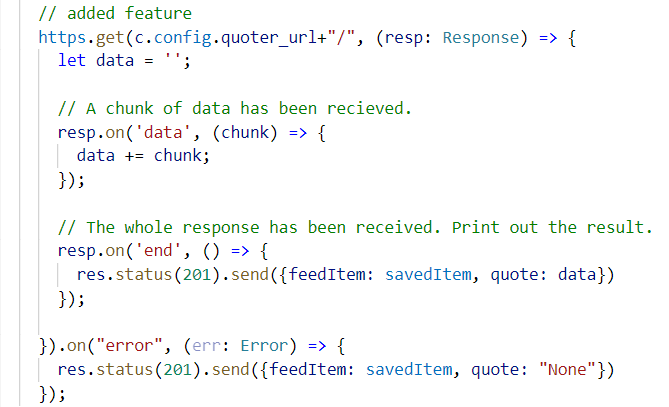 // added feature
https.get(c.config.quoter_url+"/", (resp: Response) => {
let data = '';
// A chunk of data has been recieved.
resp.on('data', (chunk) => {
data += chunk;
});
// The whole response has been received. Print out the result.
resp.on('end', () => {
res.status(201).send({feedItem: savedItem, quote: data})
});
}).on("error", (err: Error) => {
res.status(201).send({feedItem: savedItem, quote: "None"})
});